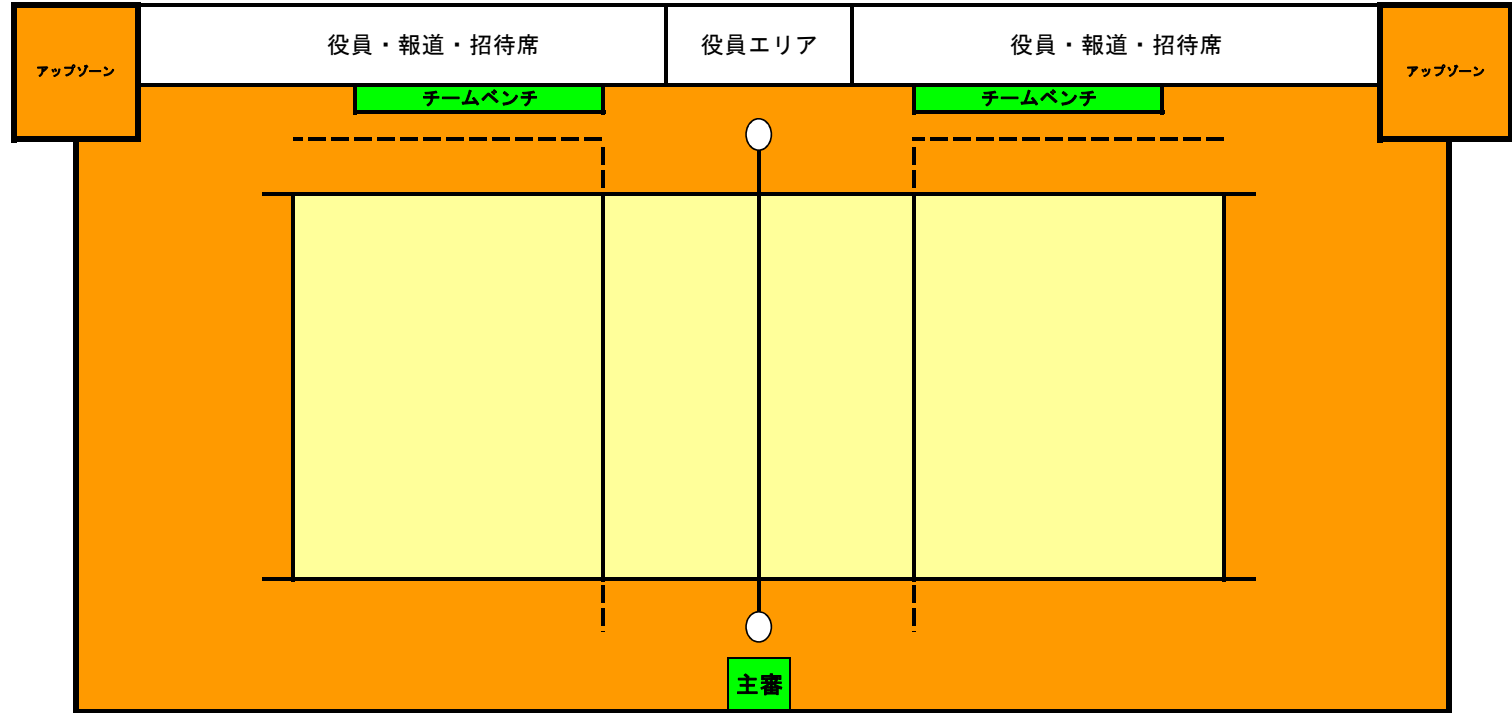 役員・報道・招待席
役員エリア
役員・報道・招待席
アップゾーン
アップゾーン
チームベンチ
チームベンチ
主審